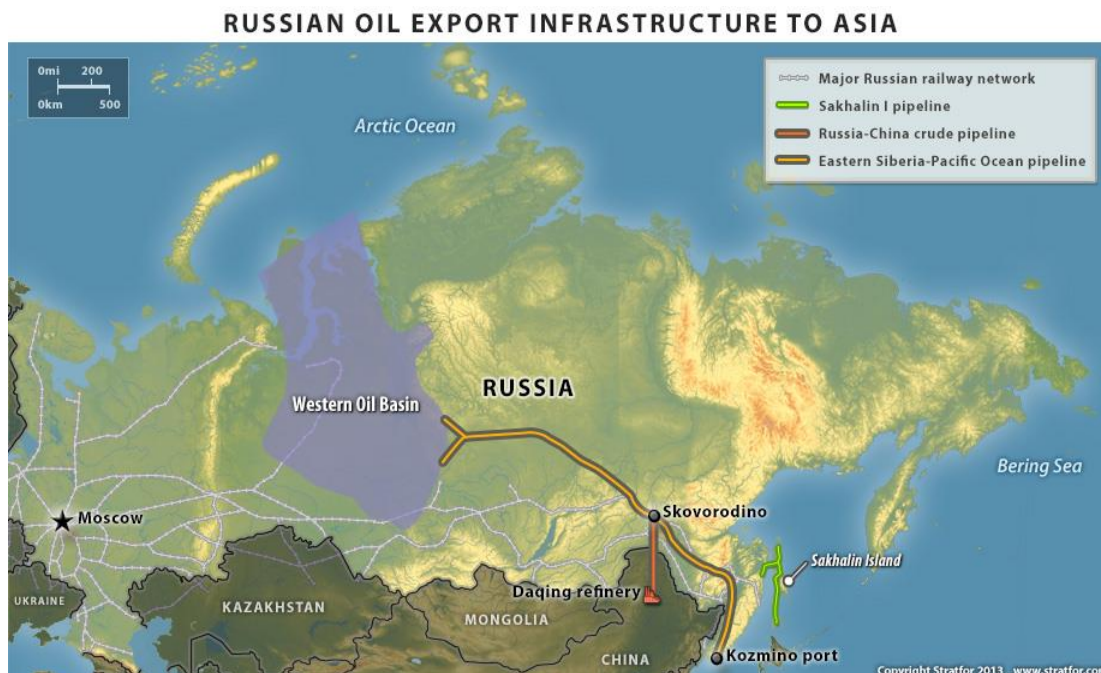 RUSSIAN OIL EXPORT INFRASTRUCTURE TO ASIA
0mi 200
0km 500
Major Russian railway network
Sakhalin I pipeline
Russia-China crude pipeline
Eastern Siberia-Pacific Ocean pipeline
Arctic Ocean
RUSSIA
Western Oil Basin
Bering Sea
Moscow
Skovorodino
Sakhalin Island
Daqing refinery
UKRAINE
KAZAKHSTAN
MONGOLIA
CHINA
Kozmino port
Copyright Stratfor 2013 www.stratfor.co